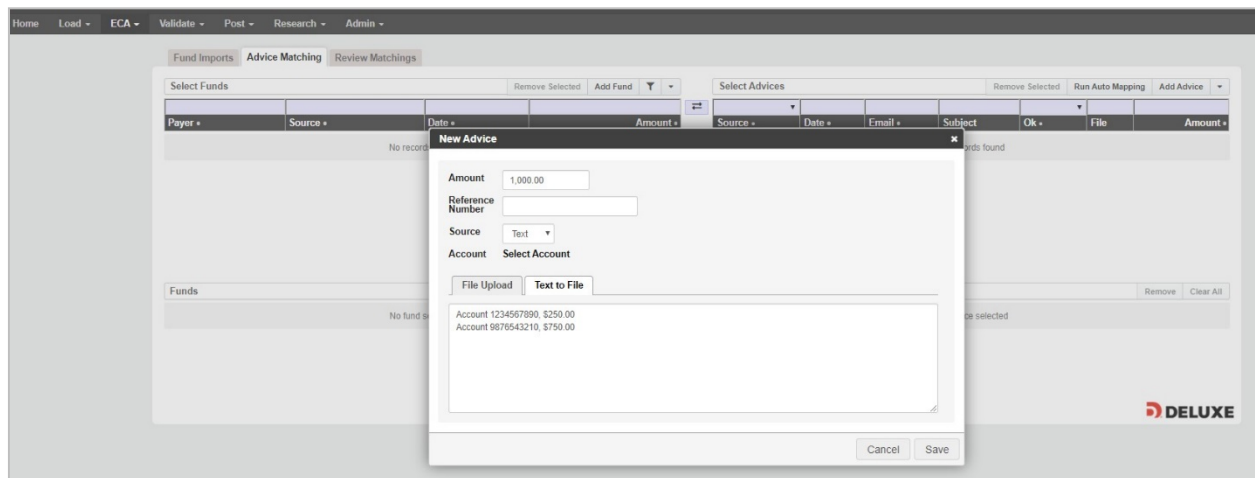 Home Load ECA Validate Post Research Admin
Fund Imports Advice Matching Review Matchings
Select Funds Remove Selected Add Fund
Select Advices Remove Selected Run Auto Mapping Add Advice
Payer Source Date Amount
Source Date Email Subject Ok File Amount
No record
ords found
New Advice
Amount 1,000.00
Reference
Number
Source Text
Account Select Account
File Upload Text to File
Account 1234567890, $250.00
Account 9876543210, $750.00
Funds
Remove Clear All
No fund s
ce selected
Cancel Save
DELUXE